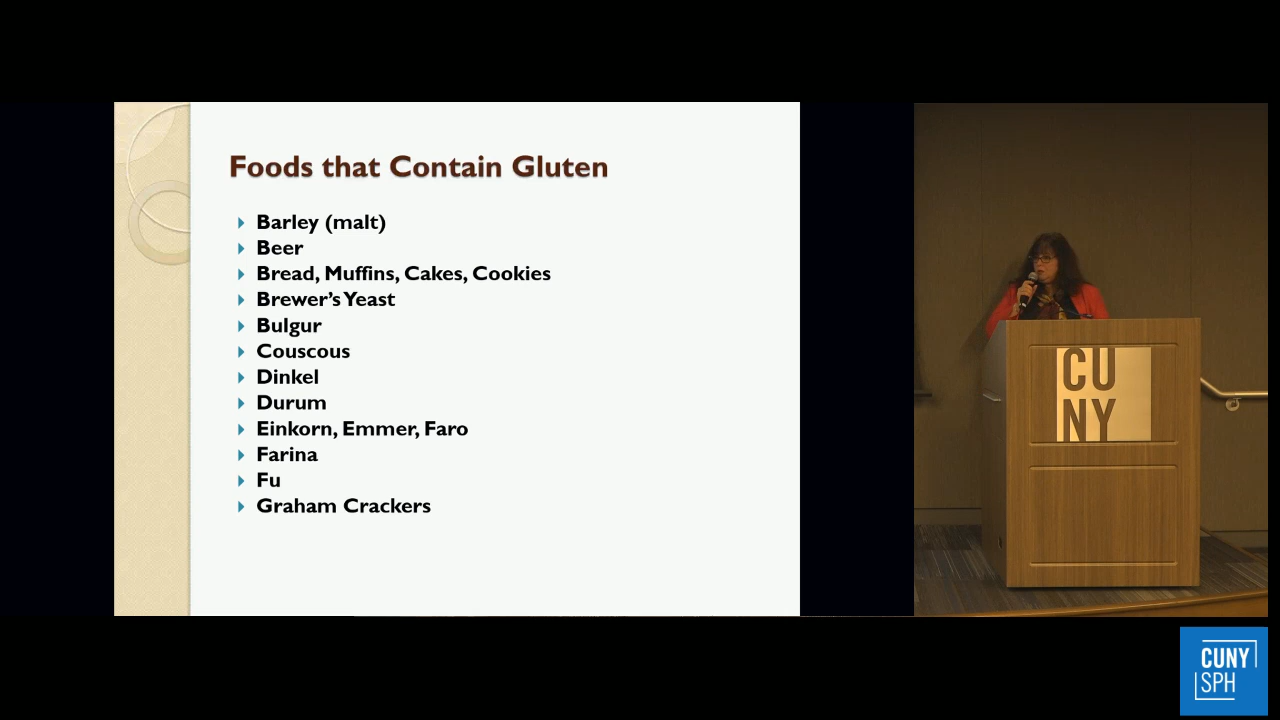 Foods that Contain Gluten
Barley (malt)
Beer
Bread, Muffins, Cakes, Cookies
Brewer's Yeast
Bulgur
Couscous
Dinkel
Durum
Einkorn, Emmer, Faro
Farina
Fu
Graham Crackers
CU
NY
CUNY
SPH